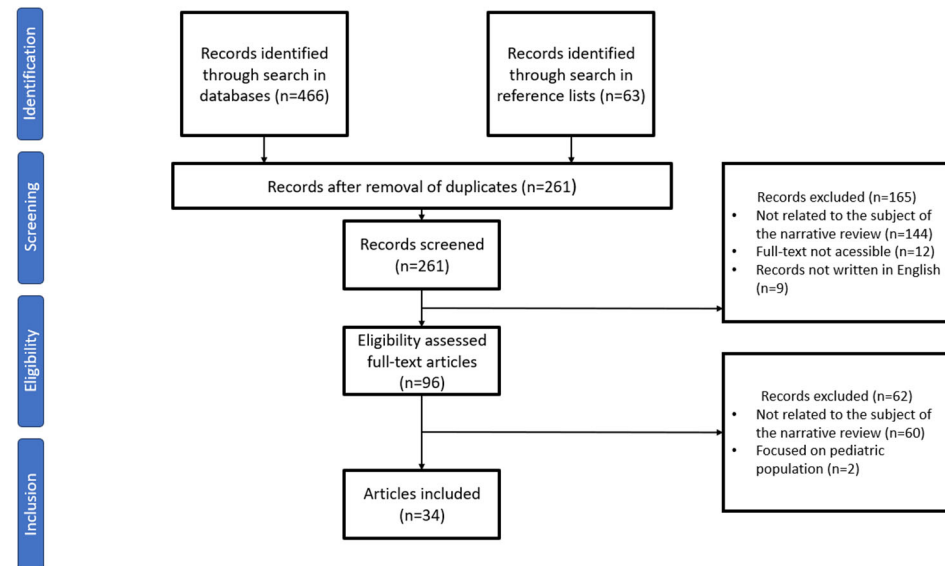 Identification
Records identified
through search in
databases (n=466)
Records identified
through search in
reference lists (n=63)
Screening
Records after removal of duplicates (n=261)
Records screened
(n=261)
Records excluded (n=165)
• Not related to the subject of
the narrative review (n=144)
• Full-text not acessible (n=12)
• Records not written in English
(n=9)
Eligibility
Eligibility assessed
full-text articles
(n=96)
Records excluded (n=62)
• Not related to the subject of
the narrative review (n=60)
• Focused on pediatric
population (n=2)
Inclusion
Articles included
(n=34)